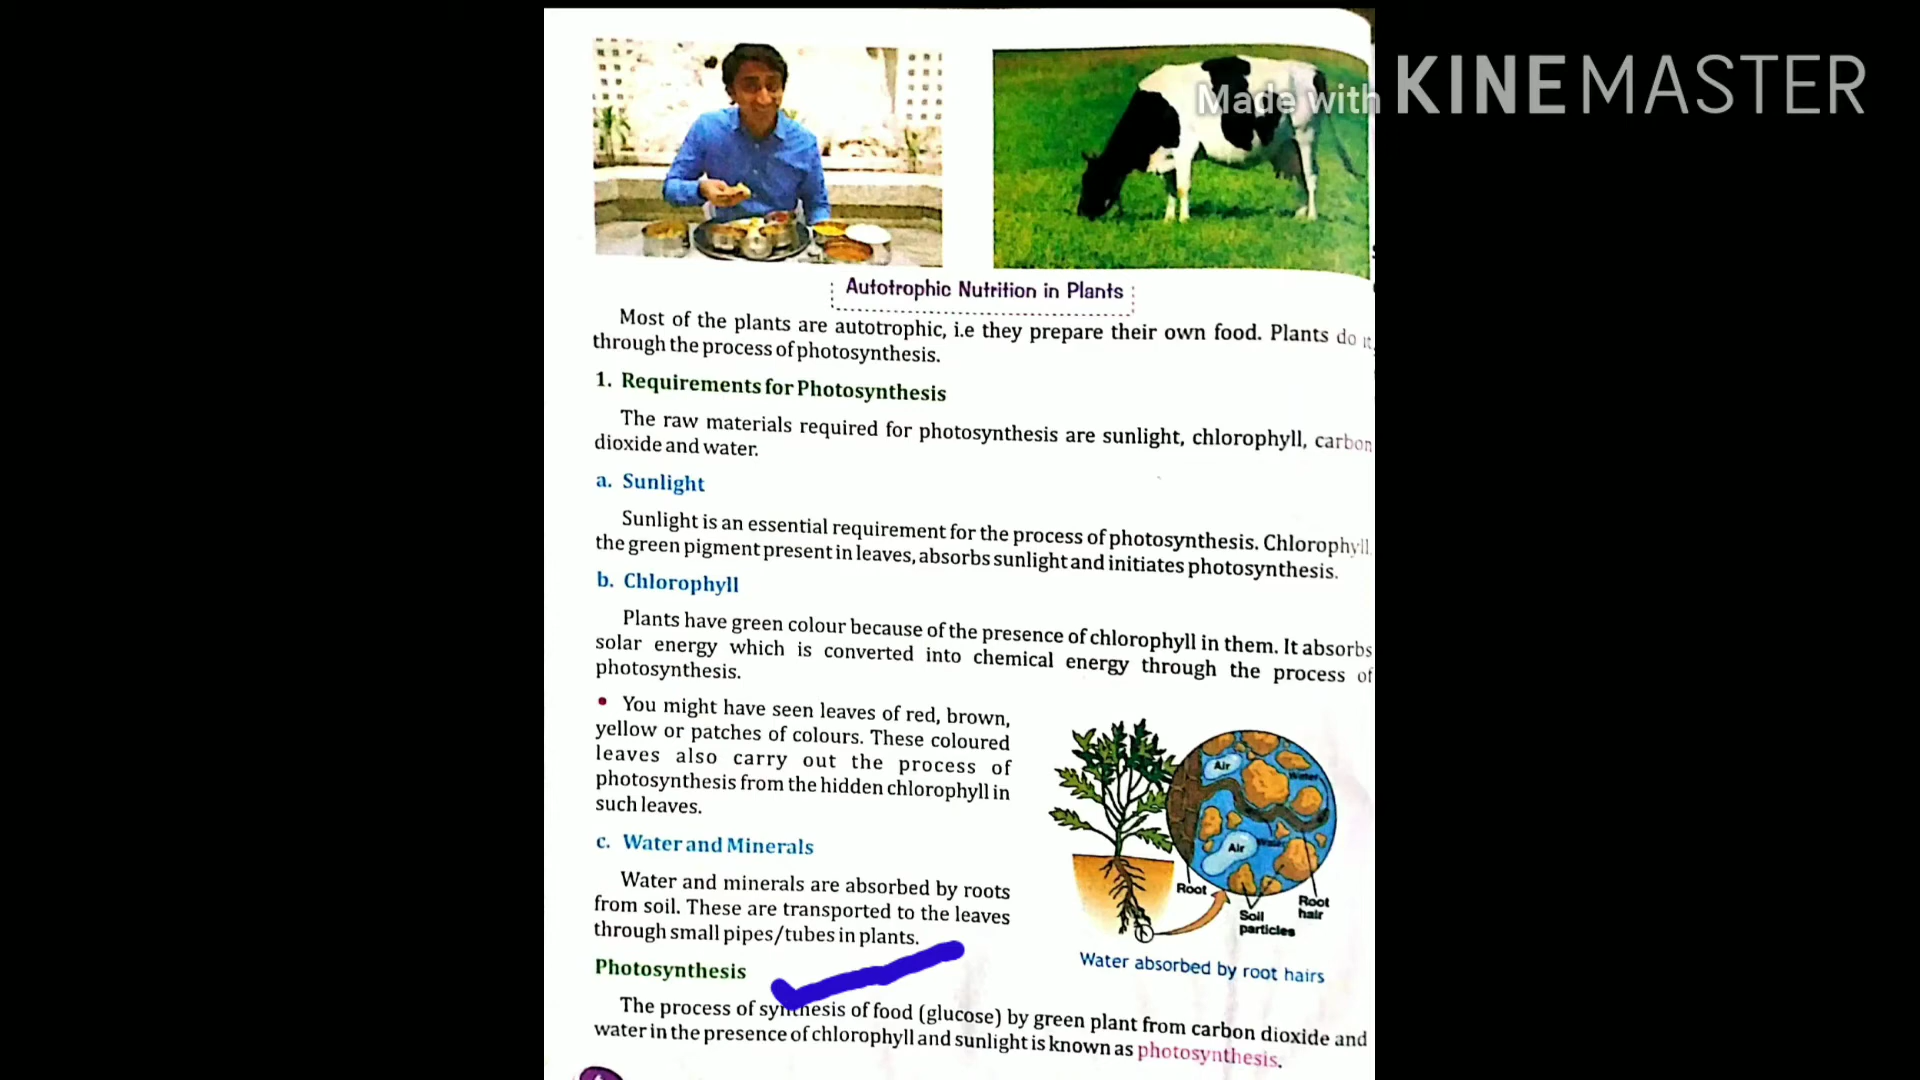 Made with KINEMASTER
Autotrophic Nutrition in Plants
Most of the plants are autotrophic, i.e they prepare their own food. Plants do it,
through the process of photosynthesis.
1. Requirements for Photosynthesis
The raw materials required for photosynthesis are sunlight, chlorophyll, carbon
dioxide and water.
a. Sunlight
Sunlight is an essential requirement for the process of photosynthesis. Chlorophyll
the green pigment present in leaves, absorbs sunlight and initiates photosynthesis.
b. Chlorophyll
Plants have green colour because of the presence of chlorophyll in them. It absorbs
solar energy which is converted into chemical energy through the process of
photosynthesis.
• You might have seen leaves of red, brown,
yellow or patches of colours. These coloured
leaves also carry out the process of
photosynthesis from the hidden chlorophyll in
such leaves.
c. Water and Minerals
Water and minerals are absorbed by roots
from soil. These are transported to the leaves
through small pipes/tubes in plants.
Air
Water
Air
Water
Root
Root
hair
Soil
particles
Water absorbed by root hairs
Photosynthesis
The process of synthesis of food (glucose) by green plant from carbon dioxide and
water in the presence of chlorophyll and sunlight is known as photosynthesis.